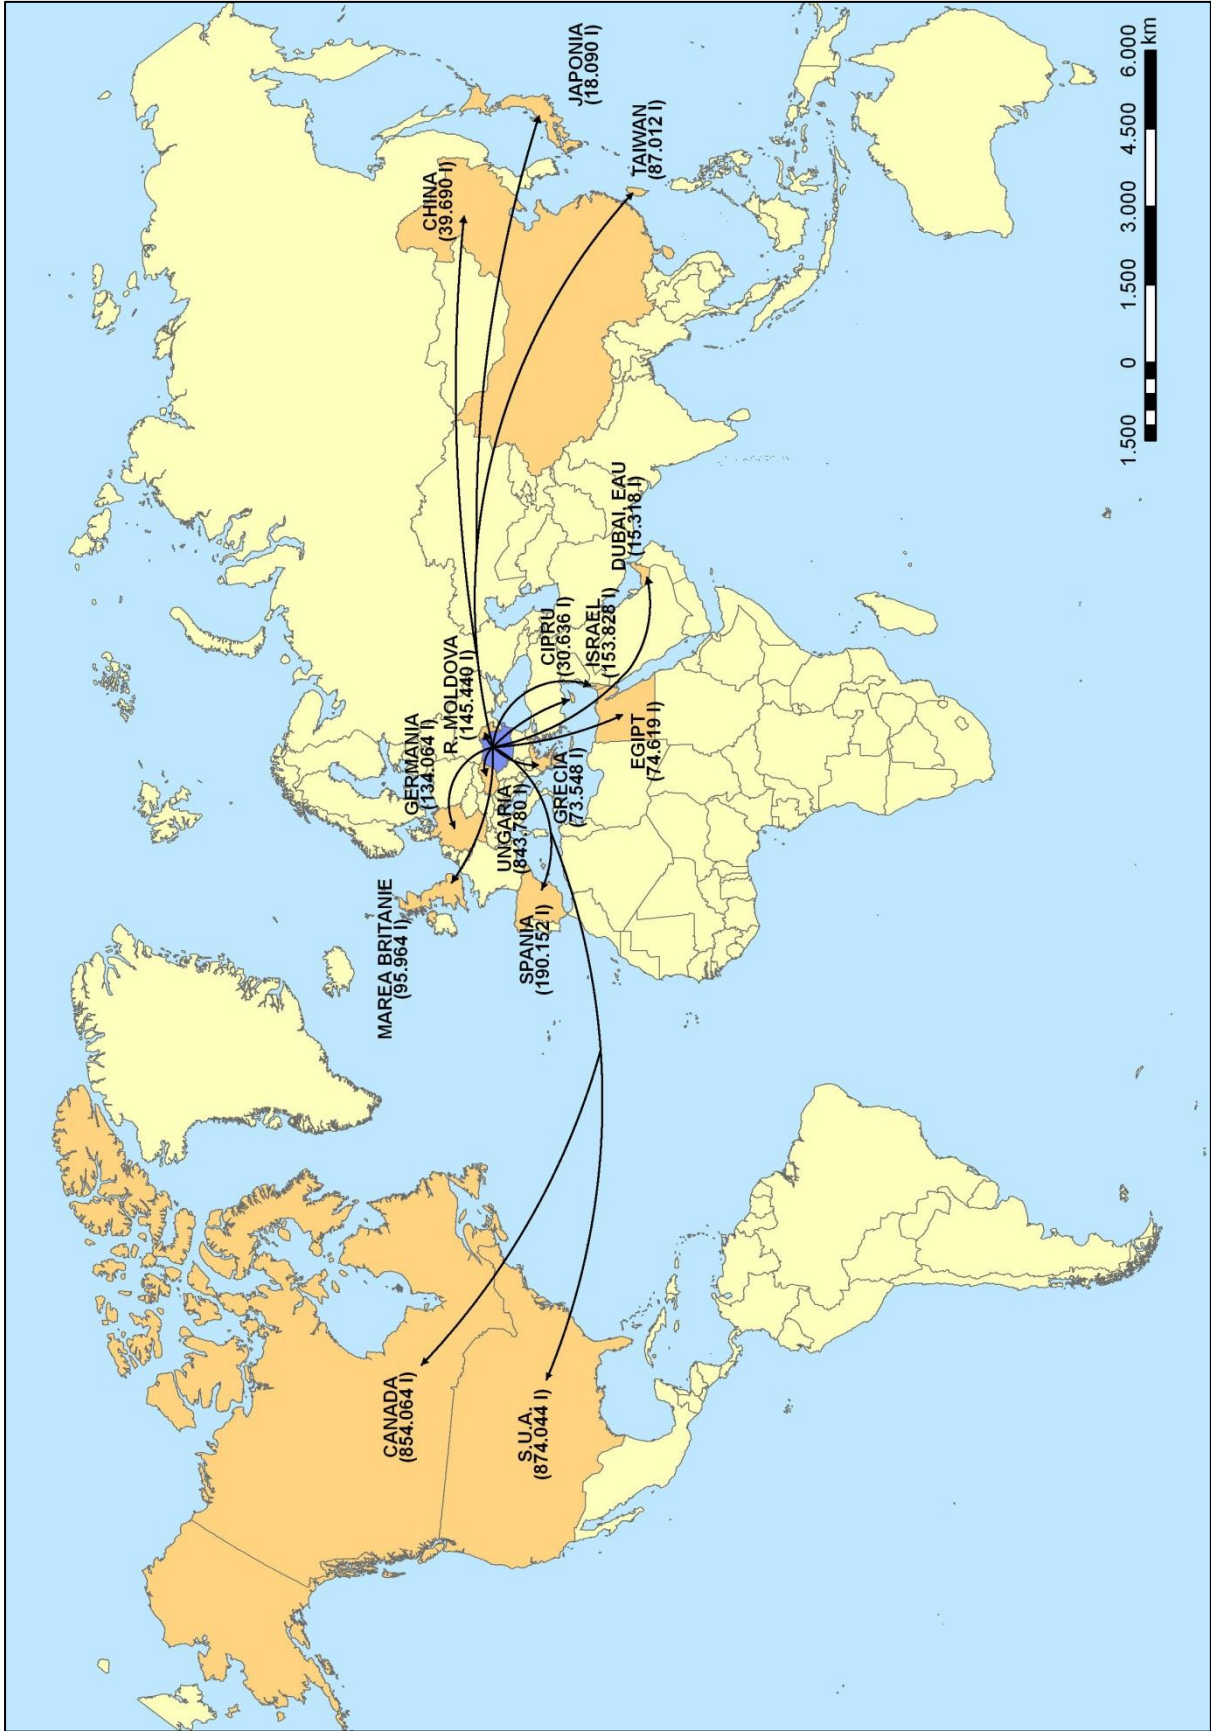 CANADA
(854.064 l)
S.U.A.
(874.044 l)
MAREA BRITANIE
(95.964 l)
GERMANIA
(134.064 l)
R. MOLDOVA
(145.440 l)
UNGARIA
(843.780 l)
SPANIA
(190.152 l)
GRECIA
(73.548 l)
CIPRU
(30.636 l)
ISRAEL
(153.828 l)
EGIPT
(74.619 l)
DUBAI, EAU
(15.318 l)
CHINA
(39.690 l)
JAPONIA
(18.090 l)
TAIWAN
(87.012 l)
1.500 0 1.500 3.000 4.500 6.000
km